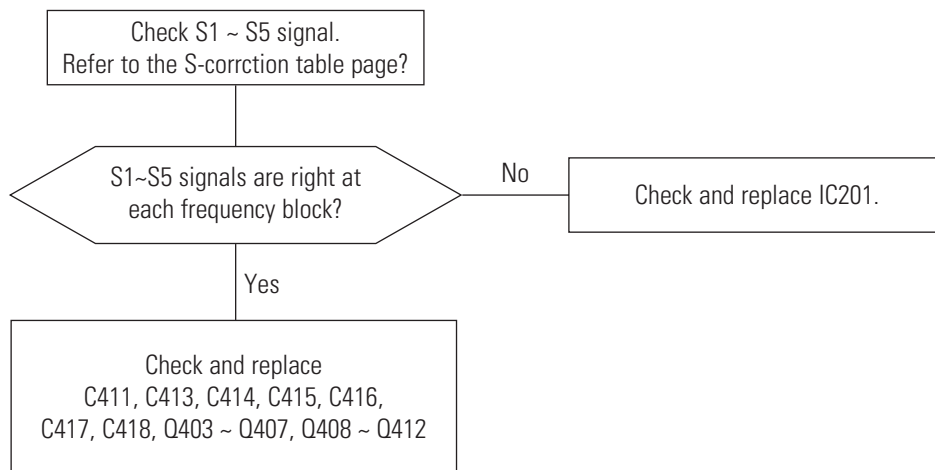 Check S1 ~ S5 signal.
Refer to the S-corrction table page?
S1~S5 signals are right at
each frequency block?
No
Check and replace IC201.
Yes
Check and replace
C411, C413, C414, C415, C416,
C417, C418, Q403 ~ Q407, Q408 ~ Q412